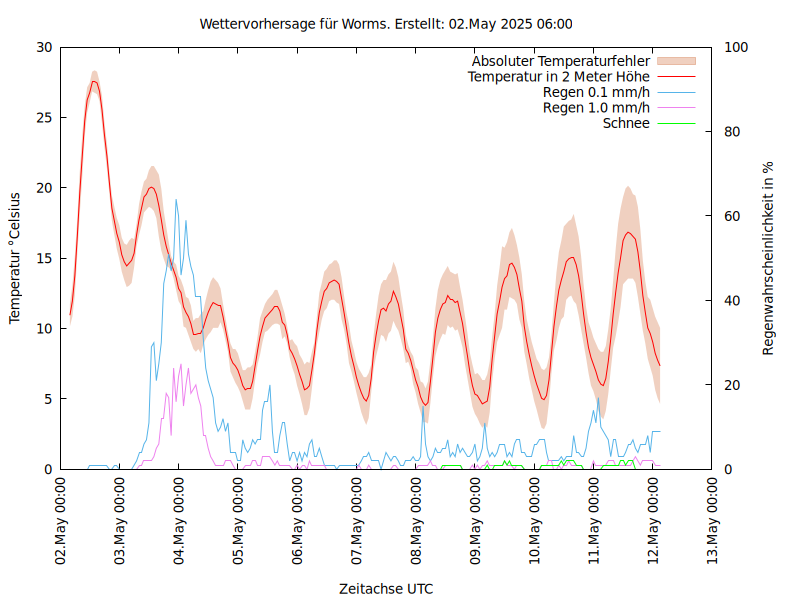 Wettervorhersage für Worms. Erstellt: 02.May 2025 06:00
30
25
20
15
10
5
0
100
80
60
40
20
0
Absoluter Temperaturfehler
Temperatur in 2 Meter Höhe
Regen 0.1 mm/h
Regen 1.0 mm/h
Schnee
Temperatur °Celsius
Regenwahrscheinlichkeit in %
02.May 00:00
03.May 00:00
04.May 00:00
05.May 00:00
06.May 00:00
07.May 00:00
08.May 00:00
09.May 00:00
10.May 00:00
11.May 00:00
12.May 00:00
13.May 00:00
Zeitachse UTC